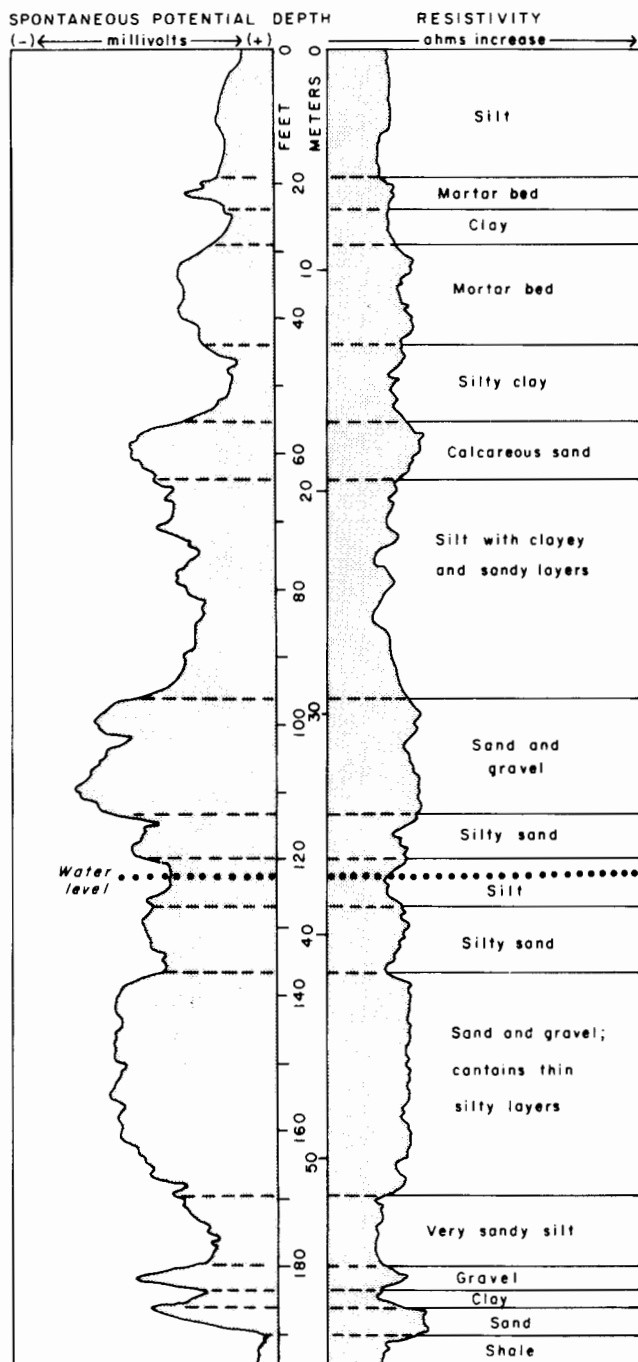 SPONTANEOUS POTENTIAL DEPTH RESISTIVITY
(-) millivolts (+) ohms increase
0 0
FEET
METERS
Silt
20
Mortar bed
Clay
10
Mortar bed
40
Silty clay
Calcareous sand
60
20
Silt with clayey
and sandy layers
80
100 30
Sand and
gravel
Silty sand
120
Water
level
Silt
40
Silty sand
140
Sand and gravel;
contains thin
silty layers
160
50
Very sandy silt
180
Gravel
Clay
Sand
Shale